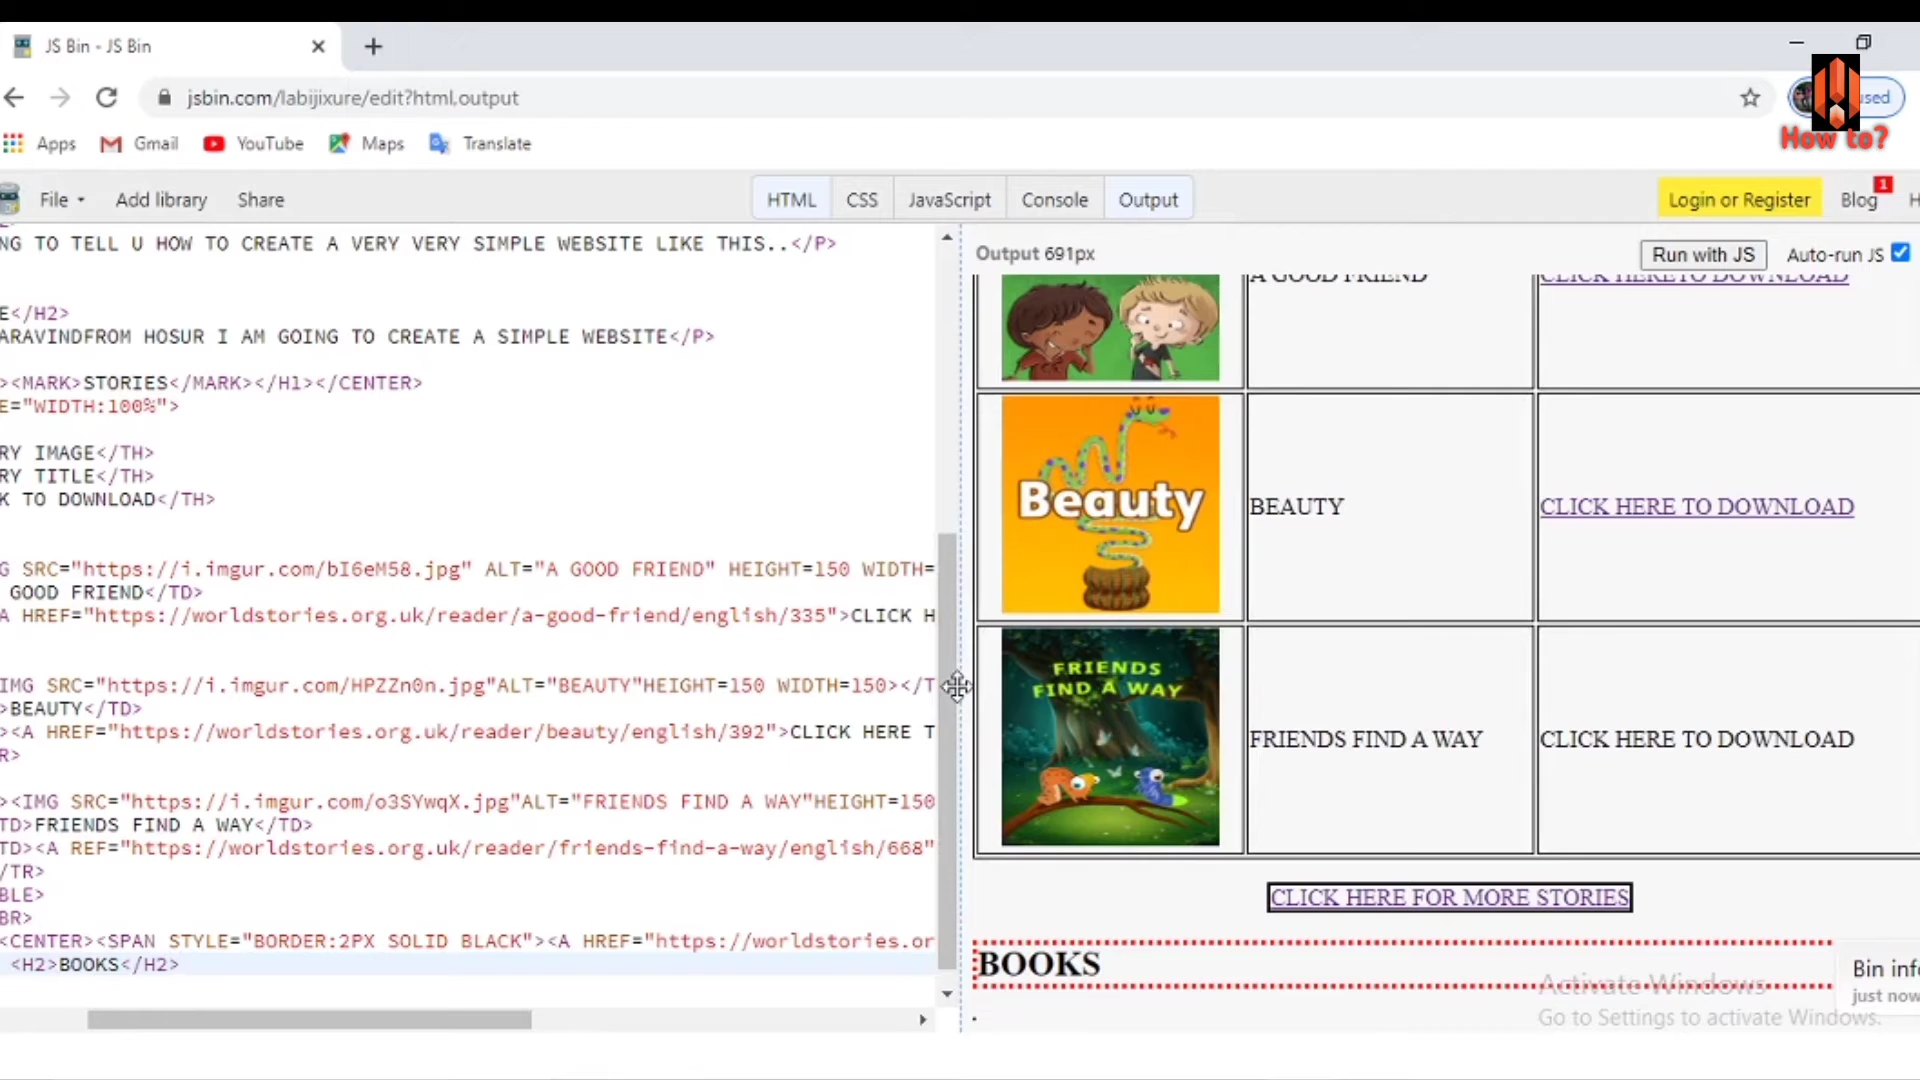 JS Bin - JS Bin
jsbin.com/labijixure/edit?html,output
used
How to?
Apps Gmail YouTube Maps Translate
File Add library Share HTML CSS JavaScript Console Output Login or Register Blog 1 H
NG TO TELL U HOW TO CREATE A VERY VERY SIMPLE WEBSITE LIKE THIS..</P>
E</H2>
ARAVINDFROM HOSUR I AM GOING TO CREATE A SIMPLE WEBSITE</P>
><MARK>STORIES</MARK></H1></CENTER>
E="WIDTH:100%">
RY IMAGE</TH>
RY TITLE</TH>
K TO DOWNLOAD</TH>
G SRC="https://i.imgur.com/bI6eM58.jpg" ALT="A GOOD FRIEND" HEIGHT=150 WIDTH=
GOOD FRIEND</TD>
A HREF="https://worldstories.org.uk/reader/a-good-friend/english/335">CLICK H
IMG SRC="https://i.imgur.com/HPZZn0n.jpg"ALT="BEAUTY"HEIGHT=150 WIDTH=150></T
>BEAUTY</TD>
><A HREF="https://worldstories.org.uk/reader/beauty/english/392">CLICK HERE T
R>
><IMG SRC="https://i.imgur.com/o3SYwqX.jpg"ALT="FRIENDS FIND A WAY"HEIGHT=150
TD>FRIENDS FIND A WAY</TD>
TD><A REF="https://worldstories.org.uk/reader/friends-find-a-way/english/668"
/TR>
BLE>
BR>
<CENTER><SPAN STYLE="BORDER:2PX SOLID BLACK"><A HREF="https://worldstories.or
<H2>BOOKS</H2>
Output 691px
Run with JS Auto-run JS
A GOOD FRIEND CLICK HERETO DOWNLOAD
Beauty
BEAUTY CLICK HERE TO DOWNLOAD
FRIENDS
FIND A WAY
FRIENDS FIND A WAY CLICK HERE TO DOWNLOAD
CLICK HERE FOR MORE STORIES
BOOKS
Bin info
just now
Activate Windows
Go to Settings to activate Windows.